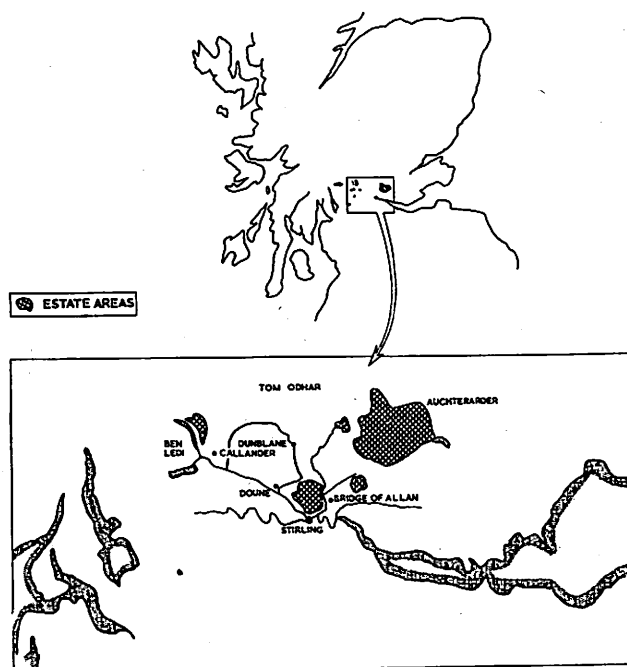 ESTATE AREAS
TOM ODHAR
AUCHTERARDER
BEN
LEDI
DUNBLANE
CALLANDER
DOUNE
BRIDGE OF ALLAN
STIRLING